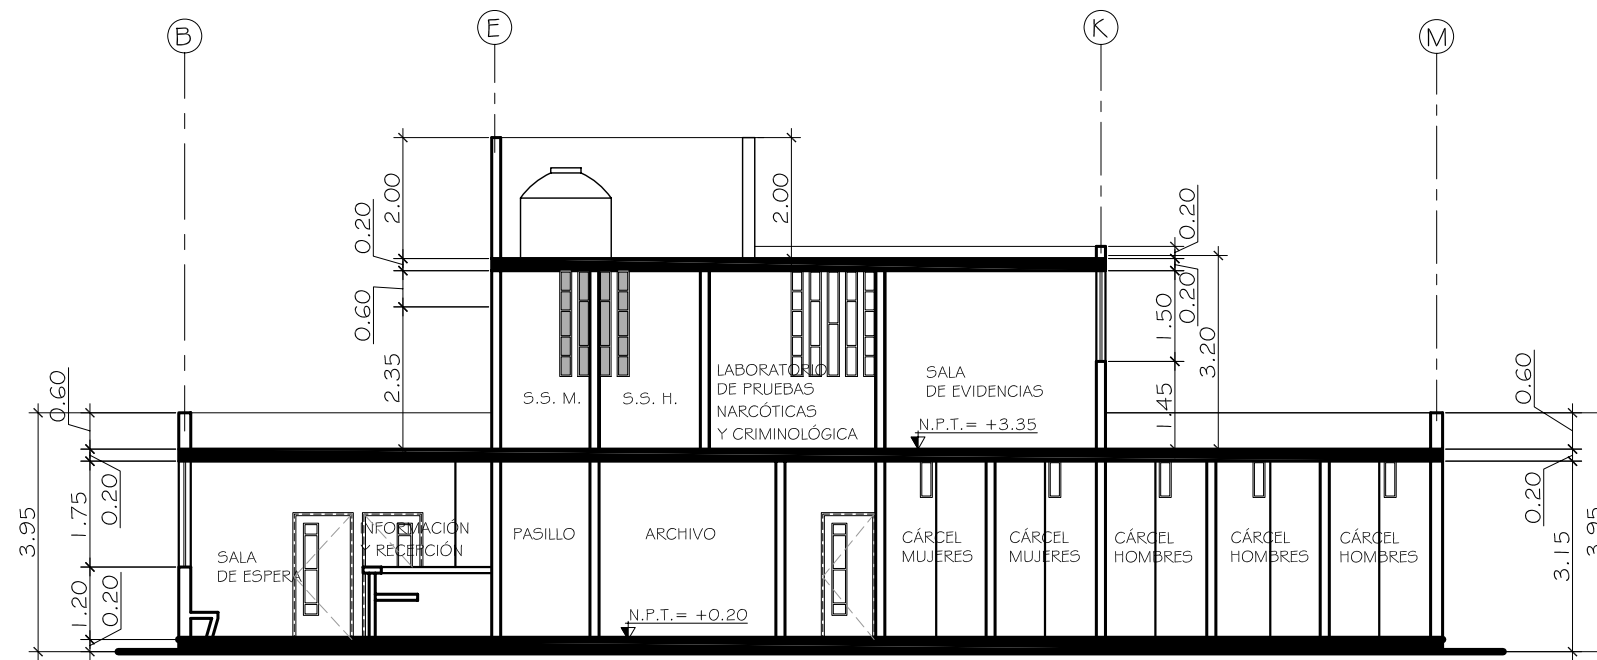 B
E
K
M
2.00
0.20
0.60
2.35
2.00
0.20
0.20
1.50
3.20
1.45
0.60
0.60
0.20
1.75
3.95
1.20
0.20
0.20
3.15
3.95
S.S. M.
S.S. H.
LABORATORIO
DE PRUEBAS
NARCÓTICAS
Y CRIMINOLÓGICA
SALA
DE EVIDENCIAS
N.P.T.= +3.35
SALA
DE ESPERA
INFORMACIÓN
Y RECEPCIÓN
PASILLO
ARCHIVO
N.P.T.= +0.20
CÁRCEL
MUJERES
CÁRCEL
MUJERES
CÁRCEL
HOMBRES
CÁRCEL
HOMBRES
CÁRCEL
HOMBRES